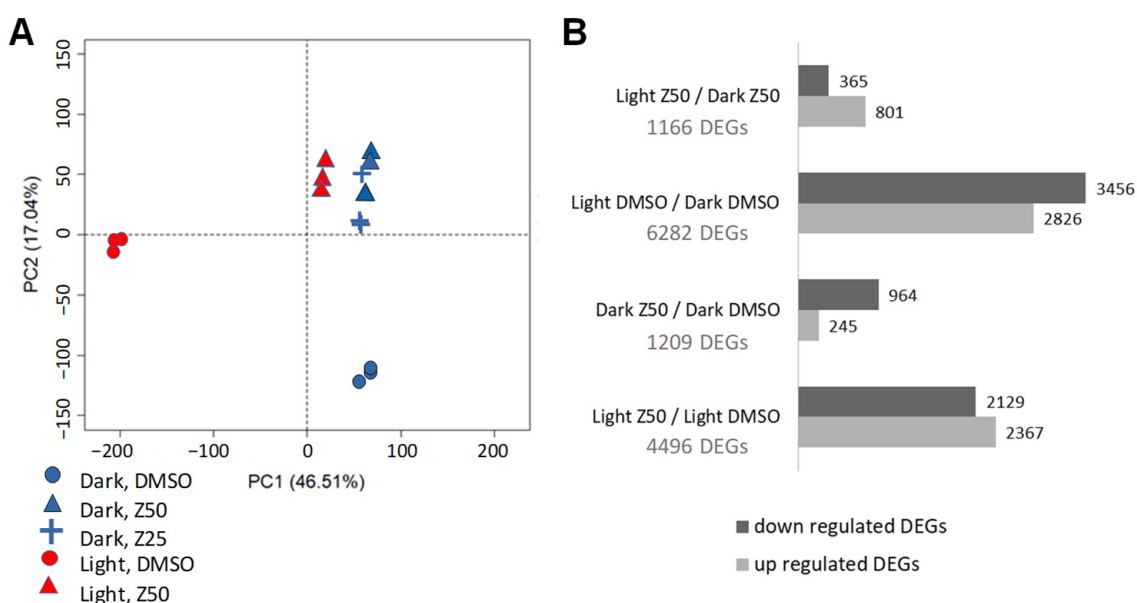 A
150
100
50
0
−50
−100
−150
PC2 (17.04%)
−200 −100 0 100 200
PC1 (46.51%)
Dark, DMSO
Dark, Z50
Dark, Z25
Light, DMSO
Light, Z50
B
Light Z50 / Dark Z50
1166 DEGs
365
801
Light DMSO / Dark DMSO
6282 DEGs
3456
2826
Dark Z50 / Dark DMSO
1209 DEGs
964
245
Light Z50 / Light DMSO
4496 DEGs
2129
2367
down regulated DEGs
up regulated DEGs